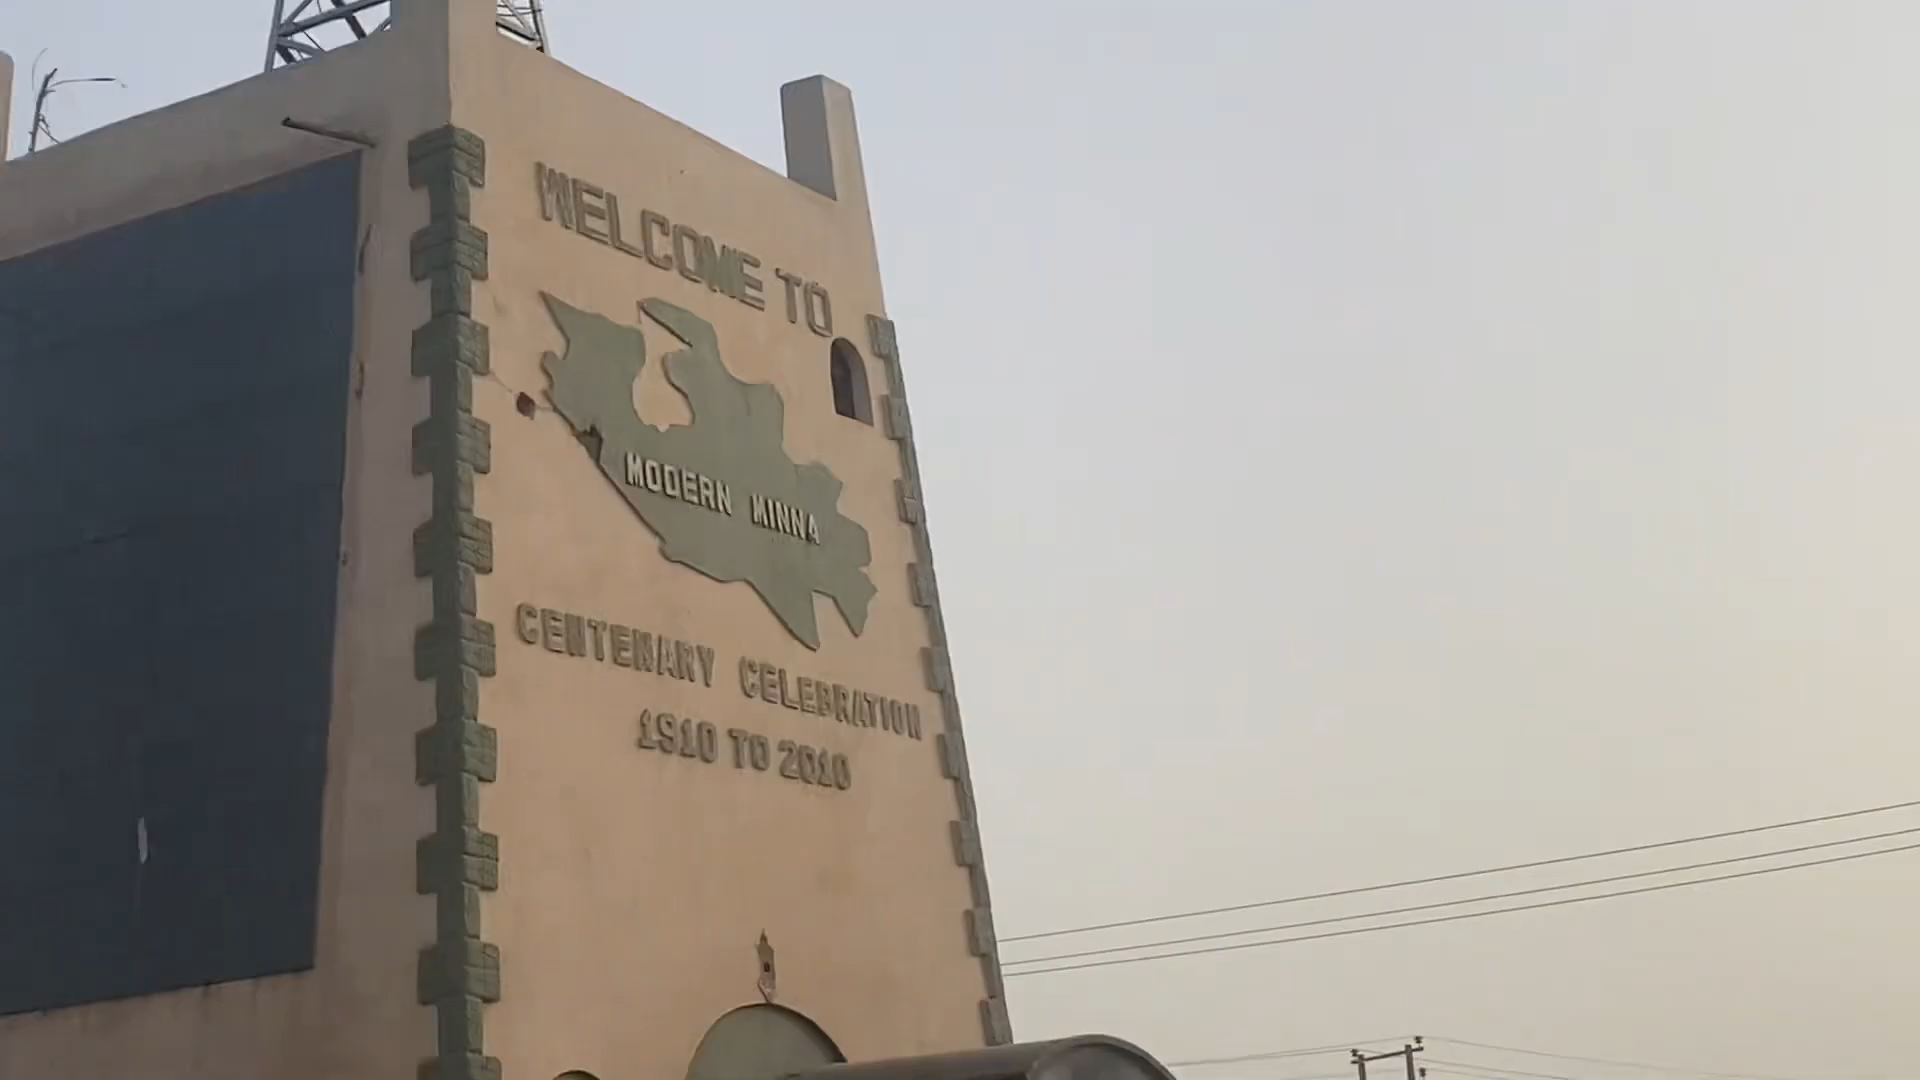 WELCOME TO
MODERN MINNA
CENTENARY CELEBRATION
1910 TO 2010